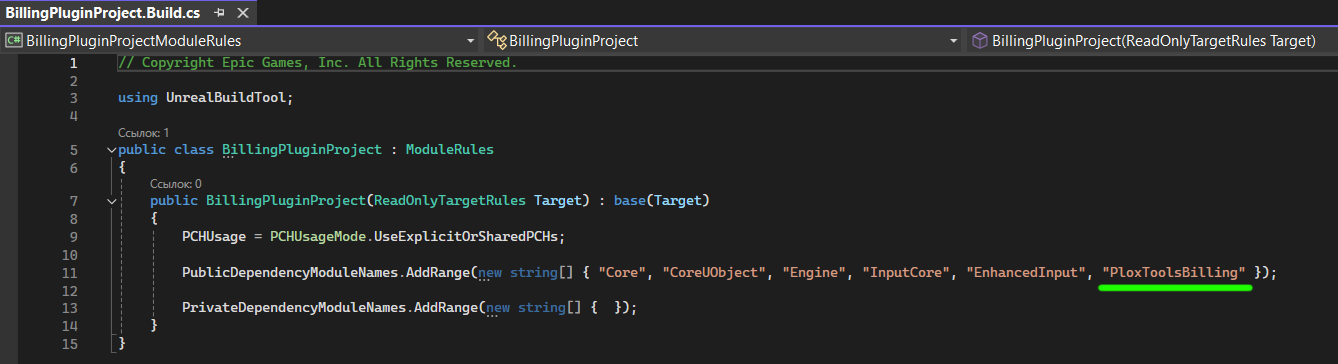 BillingPluginProject.Build.cs
C# BillingPluginProjectModuleRules BillingPluginProject BillingPluginProject(ReadOnlyTargetRules Target)
1 // Copyright Epic Games, Inc. All Rights Reserved.
2
3 using UnrealBuildTool;
4
Ссылок: 1
5 public class BillingPluginProject : ModuleRules
6 {
Ссылок: 0
7 public BillingPluginProject(ReadOnlyTargetRules Target) : base(Target)
8 {
9 PCHUsage = PCHUsageMode.UseExplicitOrSharedPCHs;
10
11 PublicDependencyModuleNames.AddRange(new string[] { "Core", "CoreUObject", "Engine", "InputCore", "EnhancedInput", "PloxToolsBilling" });
12
13 PrivateDependencyModuleNames.AddRange(new string[] {  });
14 }
15 }